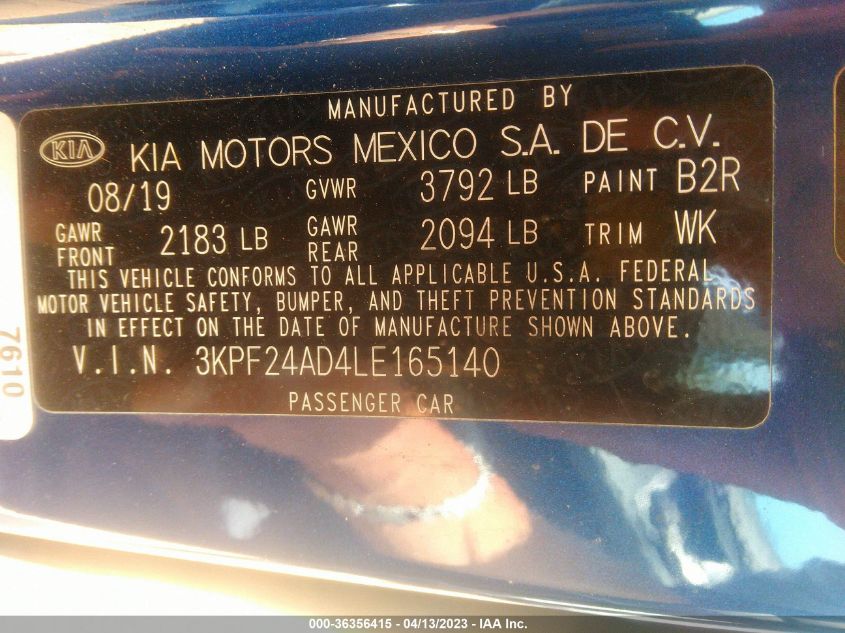 MANUFACTURED BY
KIA KIA MOTORS MEXICO S.A. DE C.V.
08/19 GVWR 3792 LB PAINT B2R
GAWR FRONT 2183 LB GAWR REAR 2094 LB TRIM WK
THIS VEHICLE CONFORMS TO ALL APPLICABLE U.S.A. FEDERAL
MOTOR VEHICLE SAFETY, BUMPER, AND THEFT PREVENTION STANDARDS
IN EFFECT ON THE DATE OF MANUFACTURE SHOWN ABOVE.
V.I.N. 3KPF24AD4LE165140
PASSENGER CAR
7610
000-36356415 - 04/13/2023 - IAA Inc.